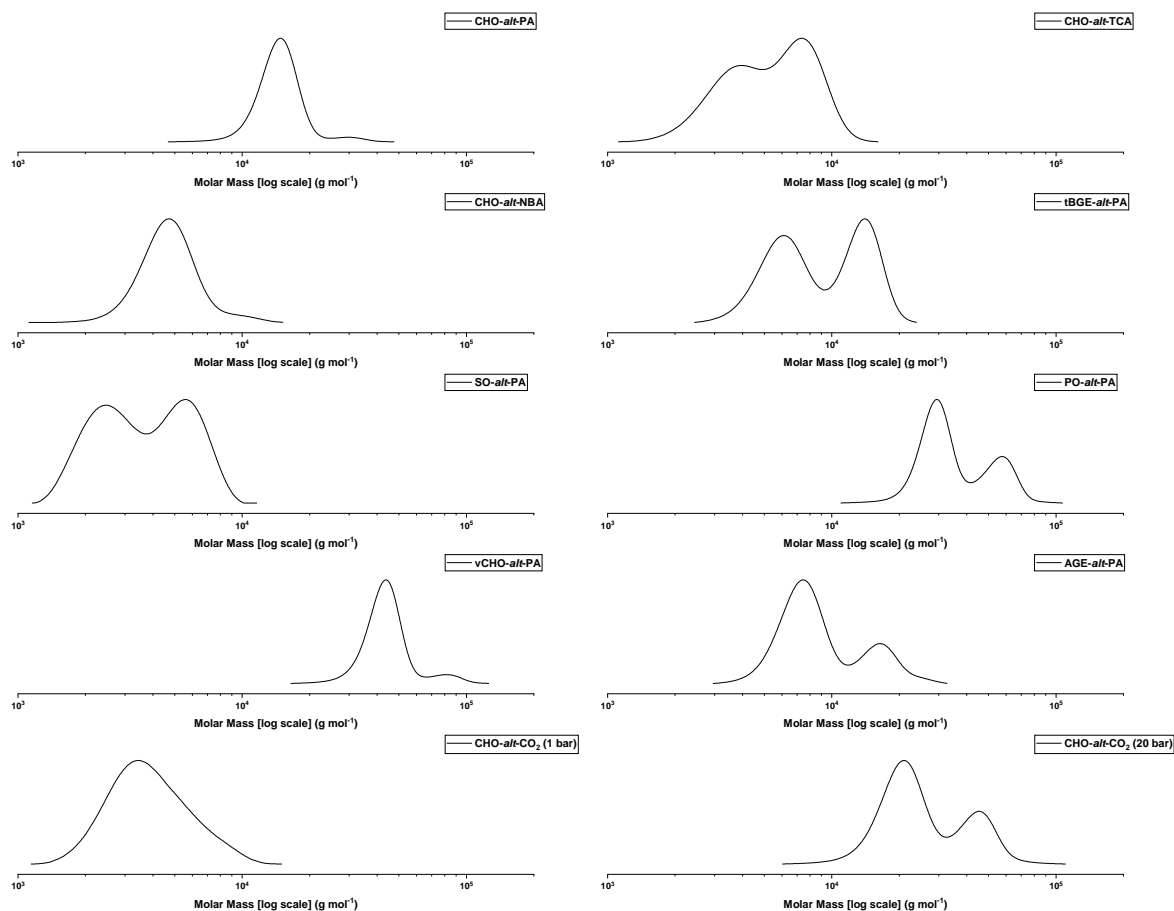 CHO-alt-PA
10³ 10⁴ 10⁵
Molar Mass [log scale] (g mol⁻¹)
CHO-alt-TCA
10³ 10⁴ 10⁵
Molar Mass [log scale] (g mol⁻¹)
CHO-alt-NBA
10³ 10⁴ 10⁵
Molar Mass [log scale] (g mol⁻¹)
tBGE-alt-PA
10³ 10⁴ 10⁵
Molar Mass [log scale] (g mol⁻¹)
SO-alt-PA
10³ 10⁴ 10⁵
Molar Mass [log scale] (g mol⁻¹)
PO-alt-PA
10³ 10⁴ 10⁵
Molar Mass [log scale] (g mol⁻¹)
vCHO-alt-PA
10³ 10⁴ 10⁵
Molar Mass [log scale] (g mol⁻¹)
AGE-alt-PA
10³ 10⁴ 10⁵
Molar Mass [log scale] (g mol⁻¹)
CHO-alt-CO₂ (1 bar)
10³ 10⁴ 10⁵
Molar Mass [log scale] (g mol⁻¹)
CHO-alt-CO₂ (20 bar)
10³ 10⁴ 10⁵
Molar Mass [log scale] (g mol⁻¹)